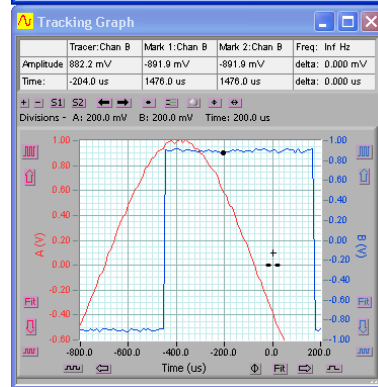 Tracking Graph
Tracer:Chan B Mark 1:Chan B Mark 2:Chan B Freq: Inf Hz
Amplitude 882.2 mV -891.9 mV -891.9 mV delta: 0.000 mV
Time: -204.0 us 1476.0 us 1476.0 us delta: 0.000 us
+ - S1 S2
Divisions - A: 200.0 mV B: 200.0 mV Time: 200.0 us
1.00 1.00
0.80 0.80
0.60 0.60
0.40 0.40
0.20 0.20
A (V) 0.00 0.00 B (V)
-0.20 -0.20
-0.40 -0.40
Fit -0.60 -0.60 Fit
-0.80 -0.80
-0.60 -1.00
-800.0 -600.0 -400.0 -200.0 0.0 200.0
Time (us) Fit